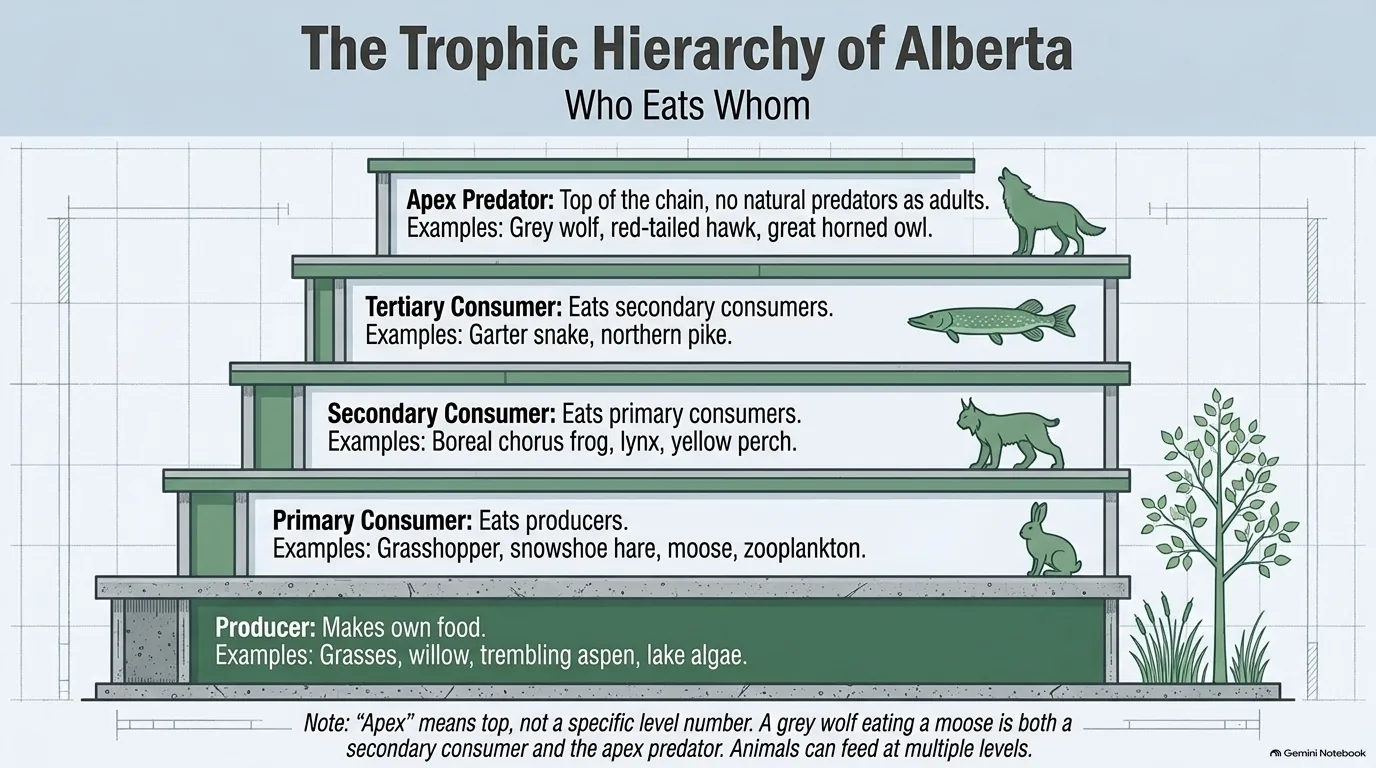 The Trophic Hierarchy of Alberta
Who Eats Whom
Apex Predator: Top of the chain, no natural predators as adults.
Examples: Grey wolf, red-tailed hawk, great horned owl.
Tertiary Consumer: Eats secondary consumers.
Examples: Garter snake, northern pike.
Secondary Consumer: Eats primary consumers.
Examples: Boreal chorus frog, lynx, yellow perch.
Primary Consumer: Eats producers.
Examples: Grasshopper, snowshoe hare, moose, zooplankton.
Producer: Makes own food.
Examples: Grasses, willow, trembling aspen, lake algae.
Note: “Apex” means top, not a specific level number. A grey wolf eating a moose is both a
secondary consumer and the apex predator. Animals can feed at multiple levels.
Gemini Notebook